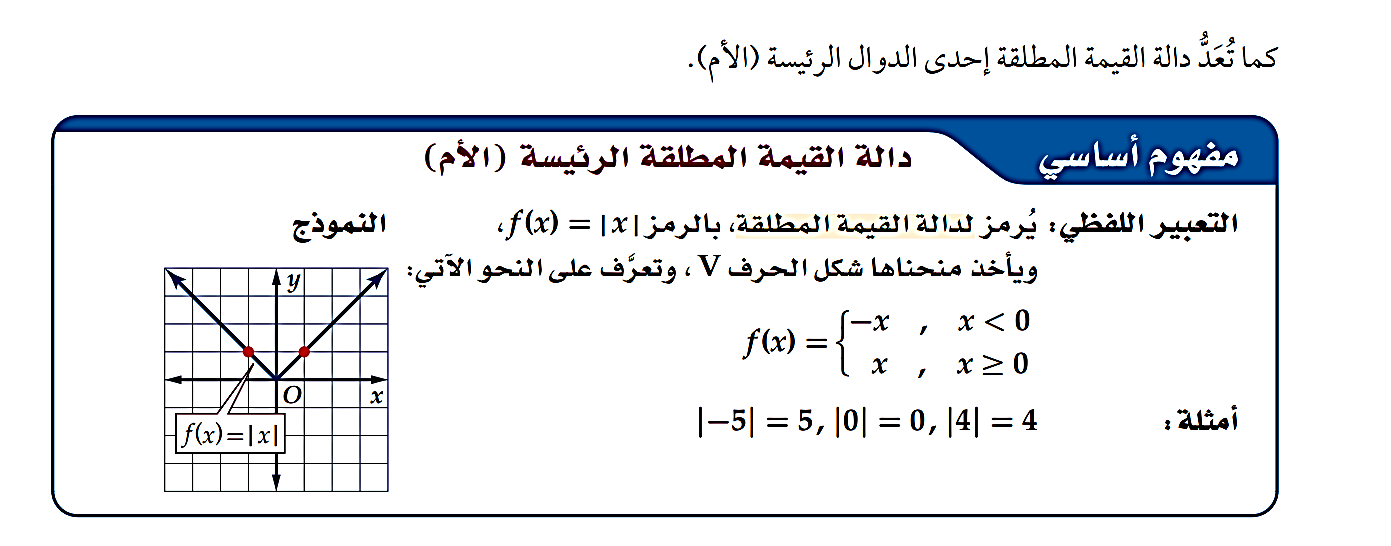 كما تُعَدُّ دالة القيمة المطلقة إحدى الدوال الرئيسة (الأم).
مفهوم أساسي
دالة القيمة المطلقة الرئيسة (الأم)
التعبير اللفظي: يُرمز لدالة القيمة المطلقة، بالرمز f(x) = |x|،
ويأخذ منحناها شكل الحرف V ، وتعرَّف على النحو الآتي:
f(x) = { −x , x < 0
x , x ≥ 0
أمثلة: |−5| = 5, |0| = 0, |4| = 4
النموذج
y
O
x
f(x)=|x|